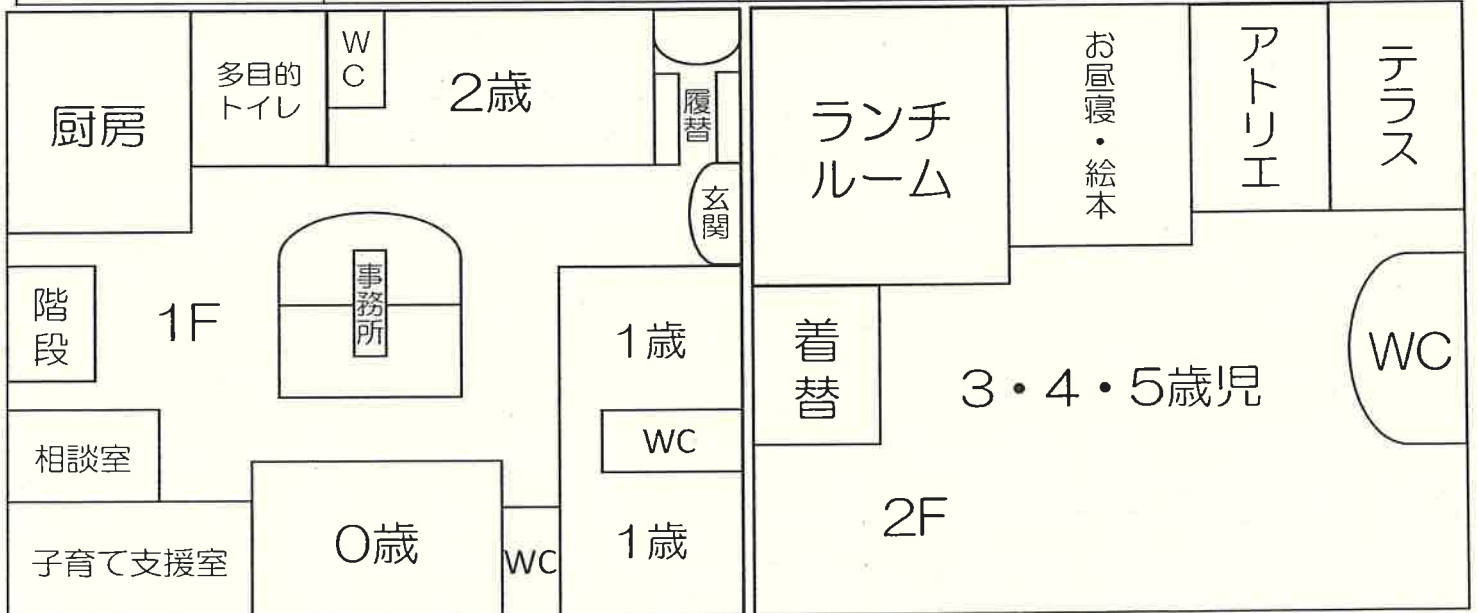 厨房
多目的
トイレ
WC
2歳
履替
玄関
事務所
階段
1F
1歳
WC
相談室
子育て支援室
0歳
WC
1歳
ランチ
ルーム
お昼寝・絵本
アトリエ
テラス
着替
3・4・5歳児
WC
2F